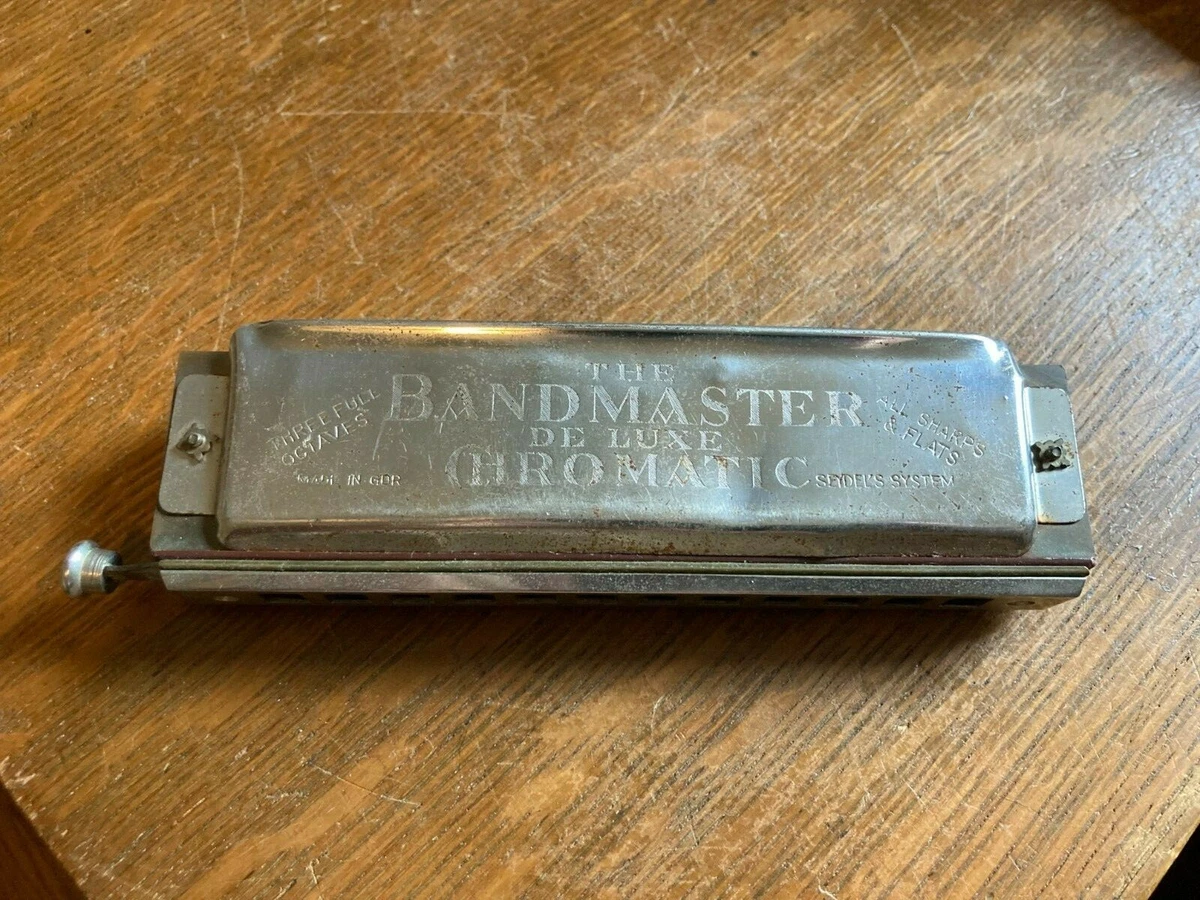 THE
BANDMASTER
DE LUXE
CHROMATIC
THREE FULL
OCTAVES
MADE IN GDR
ALL SHARPS
& FLATS
SEYDEL'S SYSTEM